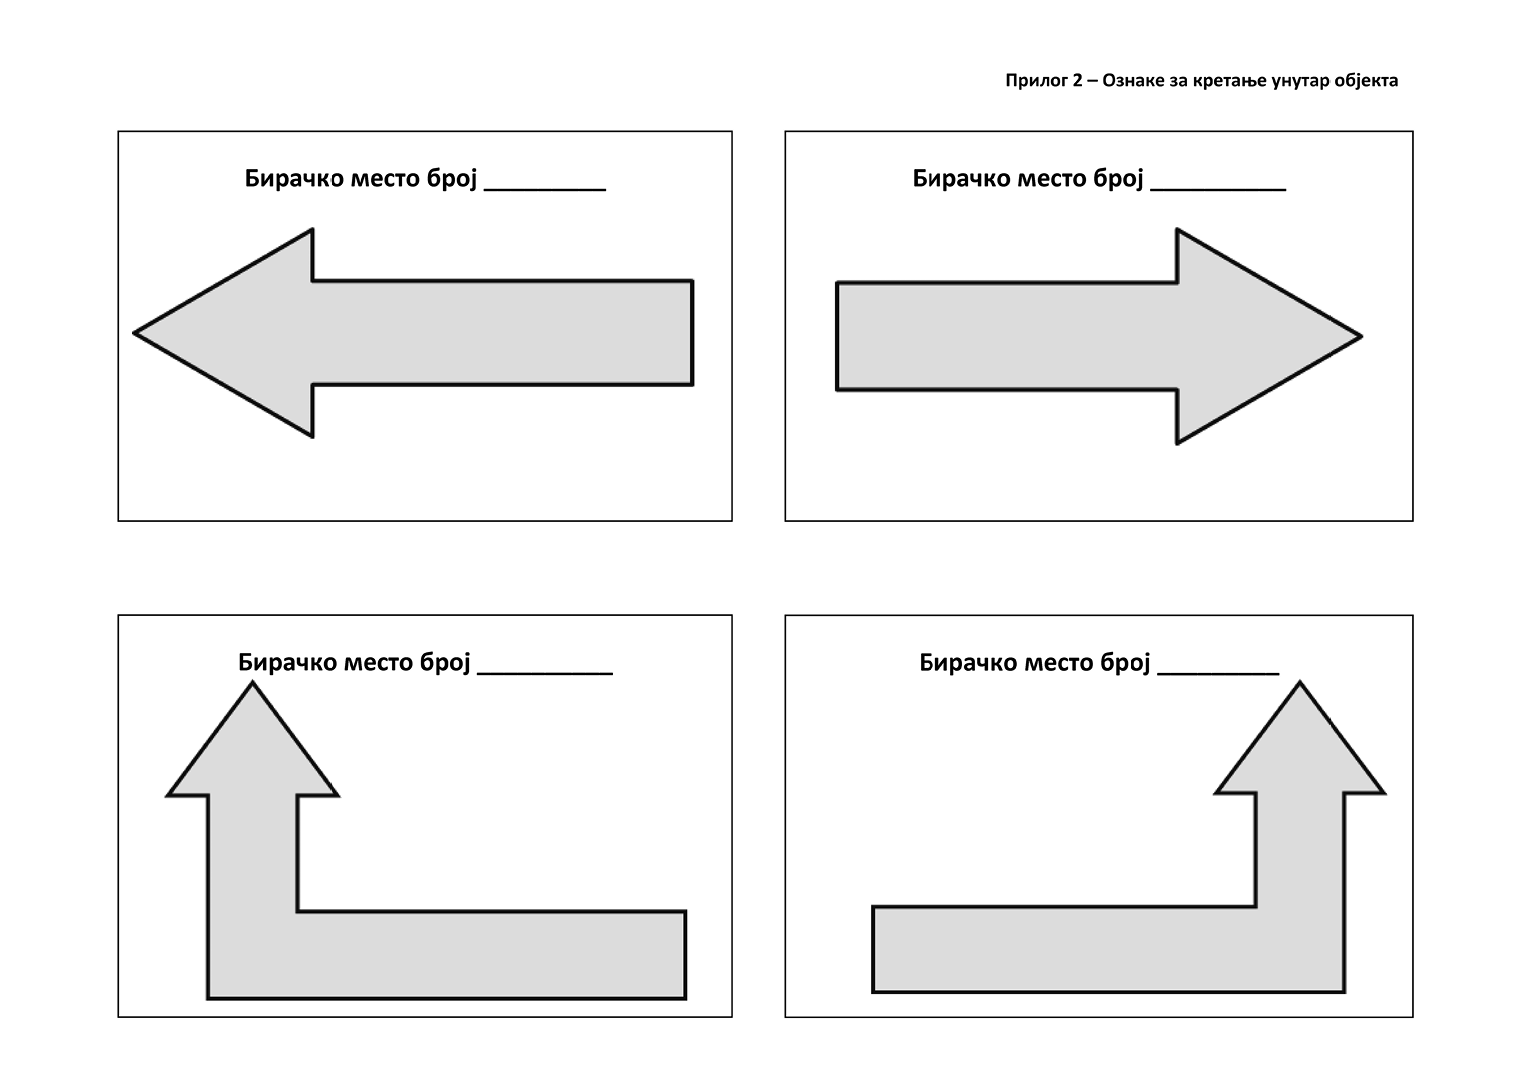 Прилог 2 – Ознаке за кретање унутар објекта
Бирачко место број _________
Бирачко место број __________
Бирачко место број __________
Бирачко место број _________